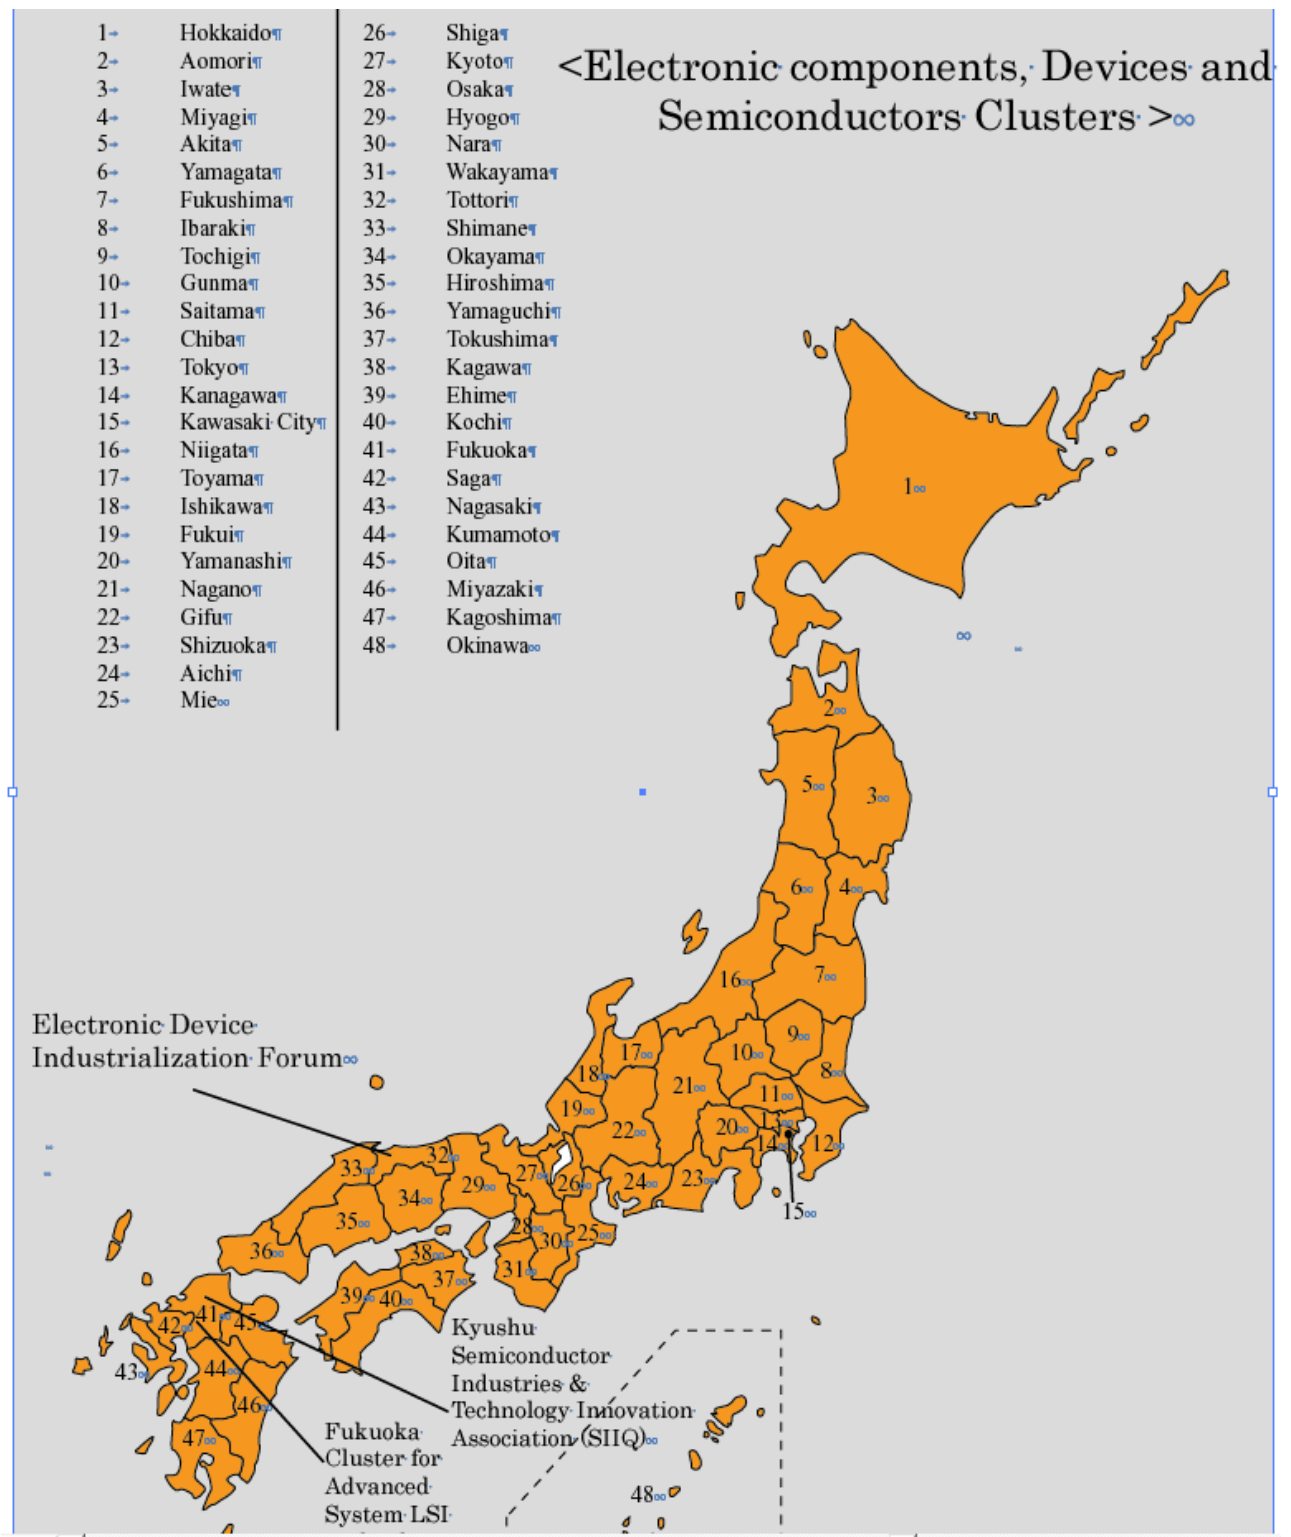 1 Hokkaido
2 Aomori
3 Iwate
4 Miyagi
5 Akita
6 Yamagata
7 Fukushima
8 Ibaraki
9 Tochigi
10 Gunma
11 Saitama
12 Chiba
13 Tokyo
14 Kanagawa
15 Kawasaki City
16 Niigata
17 Toyama
18 Ishikawa
19 Fukui
20 Yamanashi
21 Nagano
22 Gifu
23 Shizuoka
24 Aichi
25 Mie
26 Shiga
27 Kyoto
28 Osaka
29 Hyogo
30 Nara
31 Wakayama
32 Tottori
33 Shimane
34 Okayama
35 Hiroshima
36 Yamaguchi
37 Tokushima
38 Kagawa
39 Ehime
40 Kochi
41 Fukuoka
42 Saga
43 Nagasaki
44 Kumamoto
45 Oita
46 Miyazaki
47 Kagoshima
48 Okinawa
<Electronic components, Devices and
Semiconductors Clusters >
1
2
5
3
6
4
16
7
9
17
10
18
21
8
11
19
22
20
13
14
12
15
Electronic Device
Industrialization Forum
33
32
27
26
24
23
34
29
35
28
30
25
36
38
31
37
39
40
41
42
45
43
44
46
47
Kyushu
Semiconductor
Industries &
Technology Innovation
Association (SIIQ)
Fukuoka
Cluster for
Advanced
System LSI
48